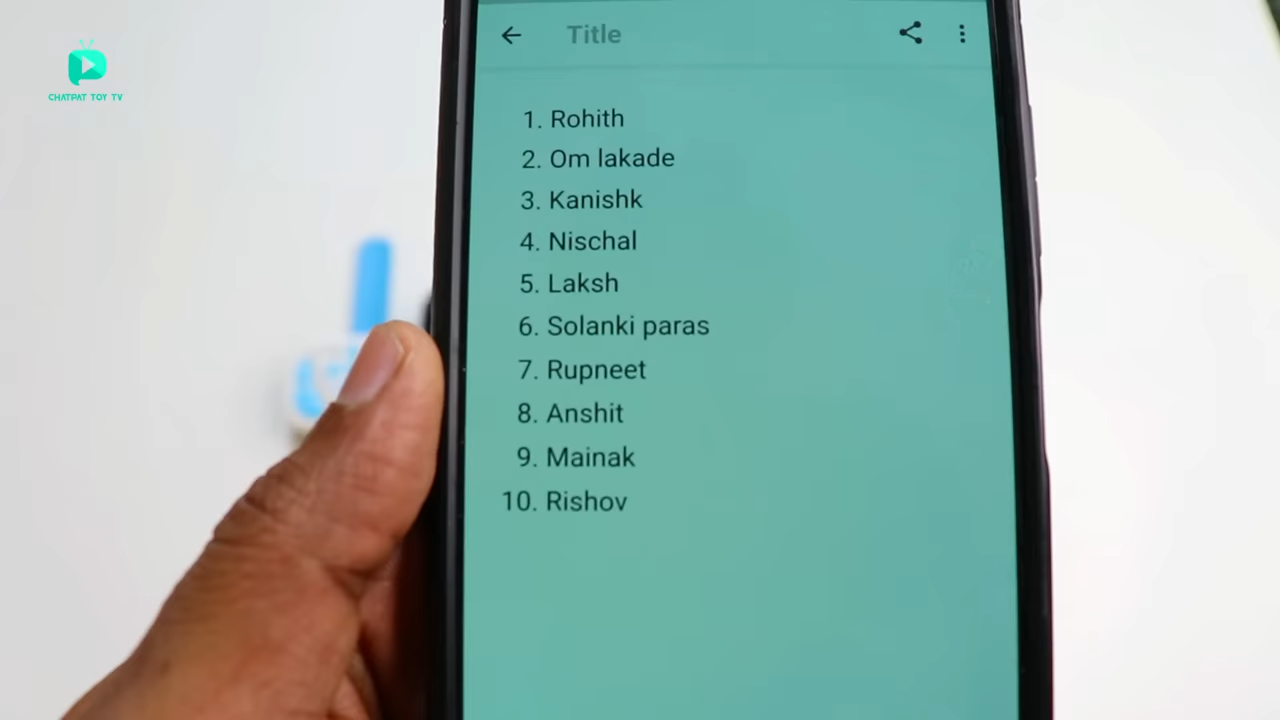 Title
CHATPAT TOY TV
1. Rohith
2. Om lakade
3. Kanishk
4. Nischal
5. Laksh
6. Solanki paras
7. Rupneet
8. Anshit
9. Mainak
10. Rishov